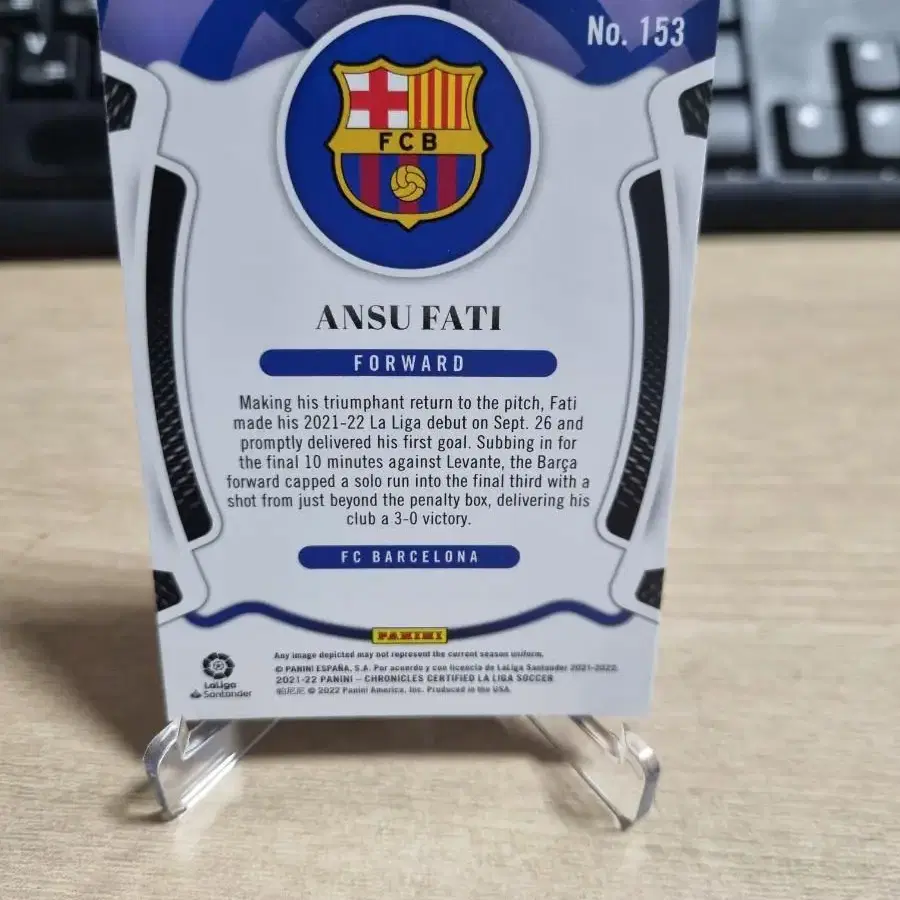 No. 153
FCB
ANSU FATI
FORWARD
Making his triumphant return to the pitch, Fati
made his 2021-22 La Liga debut on Sept. 26 and
promptly delivered his first goal. Subbing in for
the final 10 minutes against Levante, the Barça
forward capped a solo run into the final third with a
shot from just beyond the penalty box, delivering his
club a 3-0 victory.
FC BARCELONA
PANINI
Any image depicted may not represent the current season uniform.
© PANINI ESPAÑA, S.A. Por acuerdo y con licencia de LaLiga Santander 2021-2022.
2021-22 PANINI – CHRONICLES CERTIFIED LA LIGA SOCCER
© 2022 Panini America, Inc. Produced in the USA.
LaLiga
Santander